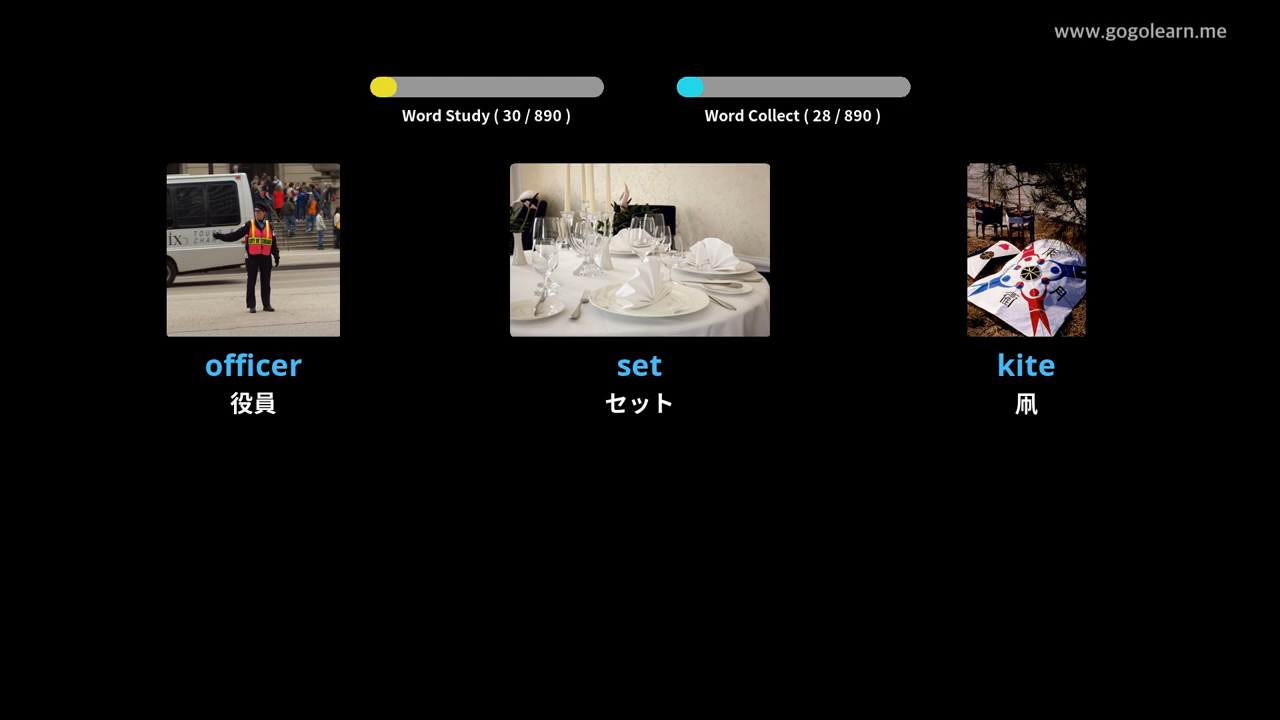 www.gogolearn.me
Word Study ( 30 / 890 )
Word Collect ( 28 / 890 )
officer
set
kite
役員
セット
凧